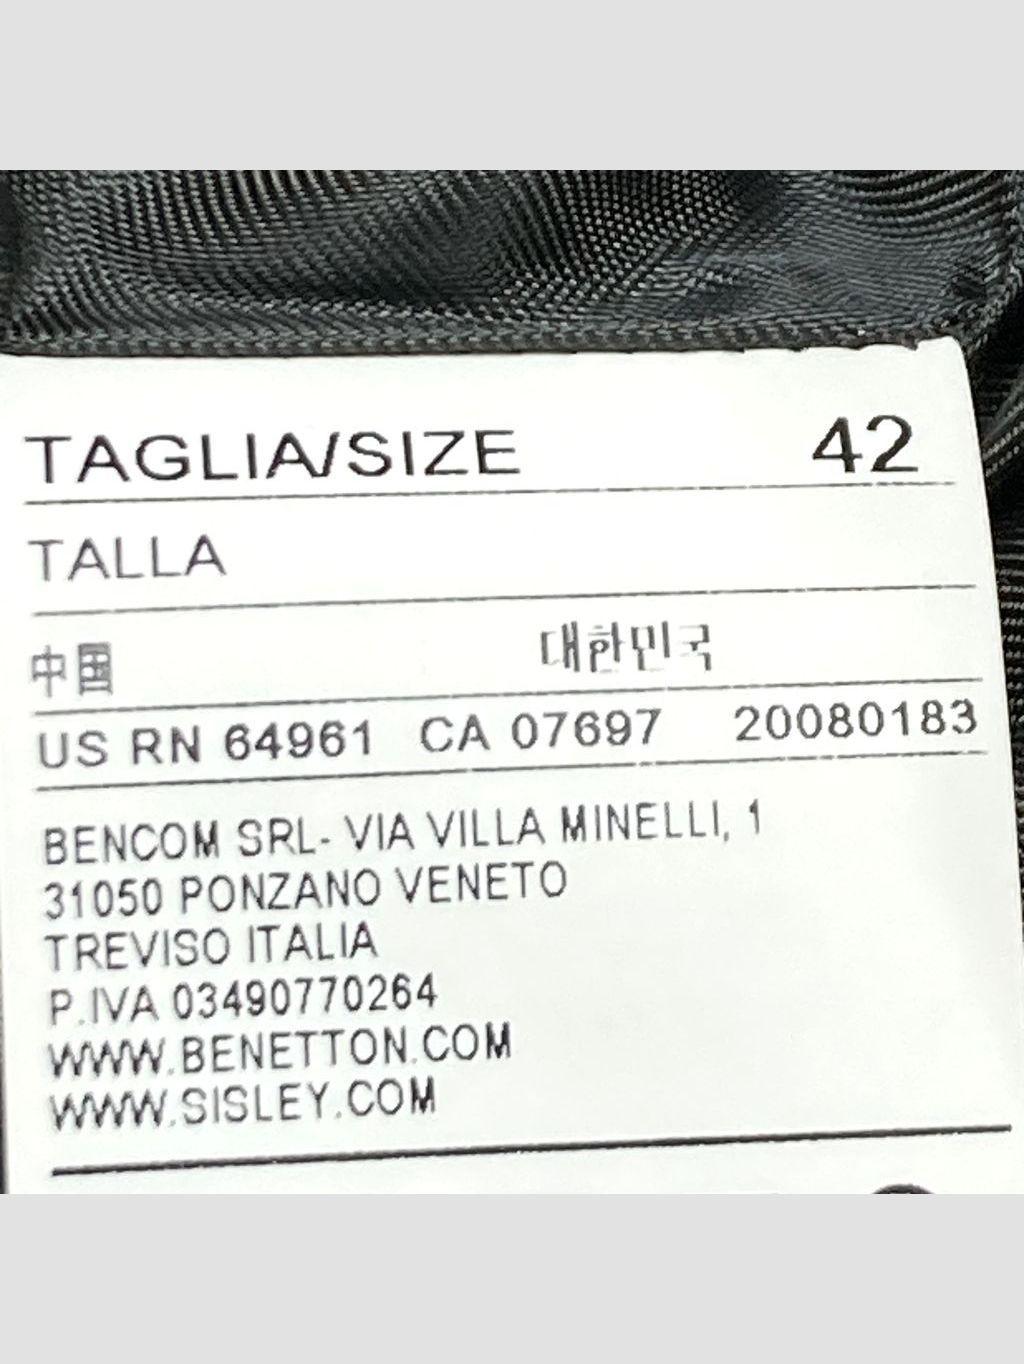 TAGLIA/SIZE 42
TALLA
中国 대한민국
US RN 64961 CA 07697 20080183
BENCOM SRL- VIA VILLA MINELLI, 1
31050 PONZANO VENETO
TREVISO ITALIA
P.IVA 03490770264
WWW.BENETTON.COM
WWW.SISLEY.COM